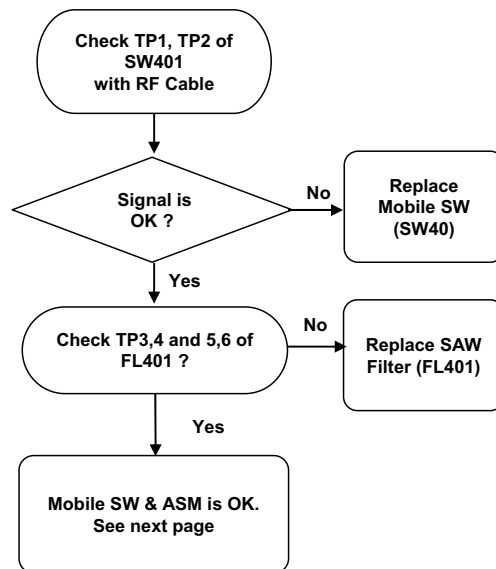 Check TP1, TP2 of
SW401
with RF Cable
Signal is
OK ?
No
Replace
Mobile SW
(SW40)
Yes
Check TP3,4 and 5,6 of
FL401 ?
No
Replace SAW
Filter (FL401)
Yes
Mobile SW & ASM is OK.
See next page